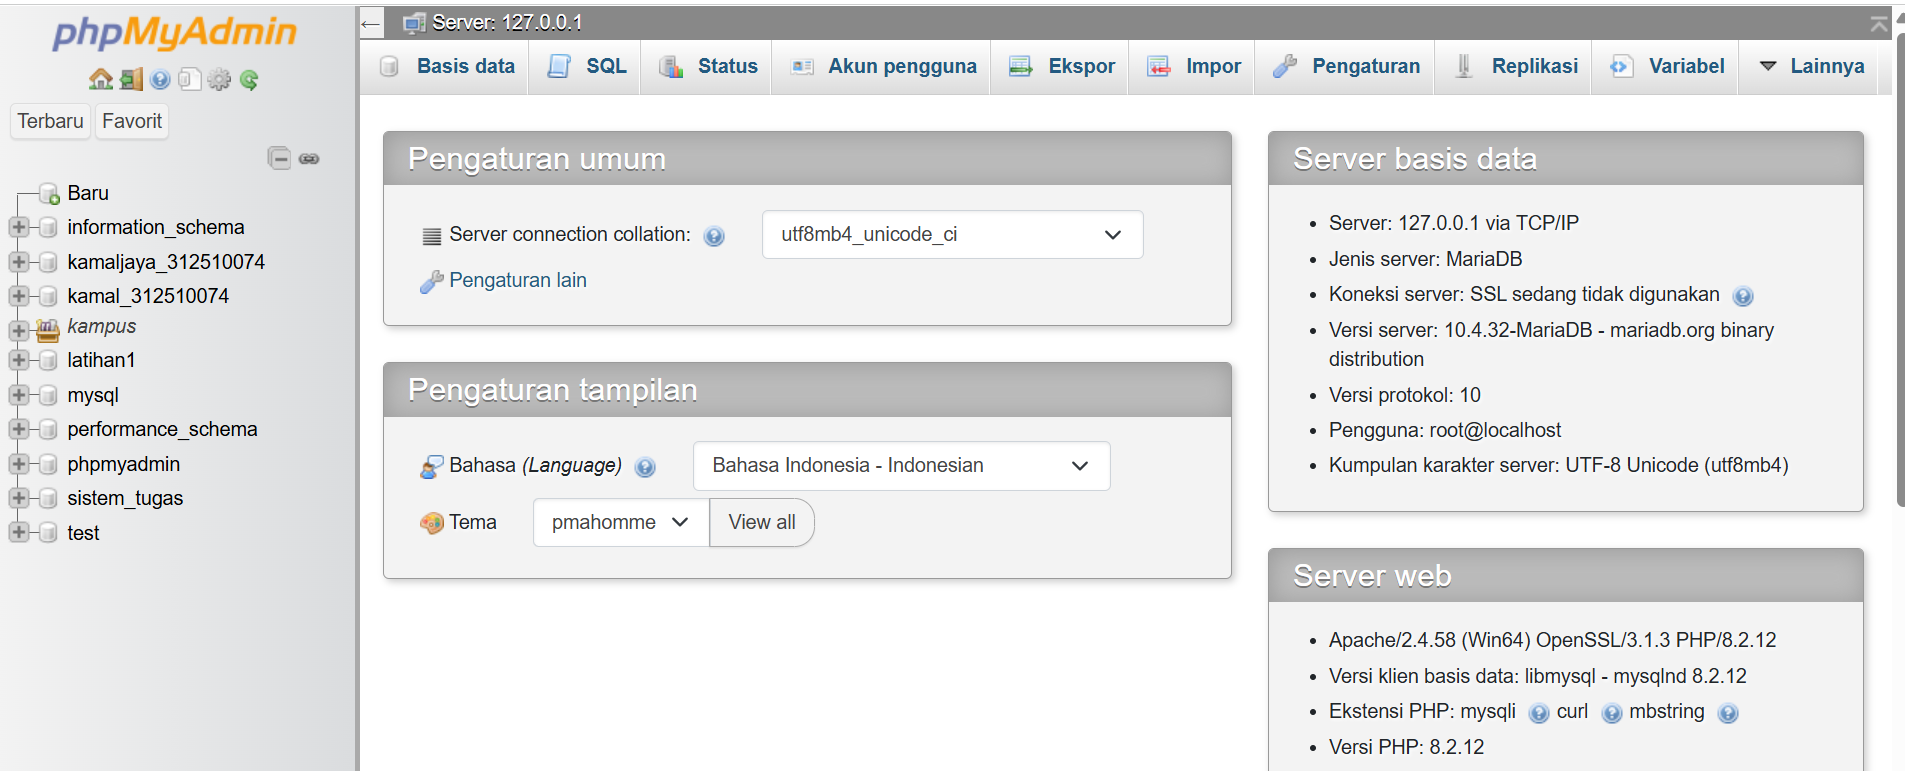 phpMyAdmin
Terbaru Favorit
Baru
information_schema
kamaljaya_312510074
kamal_312510074
kampus
latihan1
mysql
performance_schema
phpmyadmin
sistem_tugas
test
Server: 127.0.0.1
Basis data SQL Status Akun pengguna Ekspor Impor Pengaturan Replikasi Variabel Lainnya
Pengaturan umum
Server connection collation: utf8mb4_unicode_ci
Pengaturan lain
Pengaturan tampilan
Bahasa (Language) Bahasa Indonesia - Indonesian
Tema pmahomme View all
Server basis data
Server: 127.0.0.1 via TCP/IP
Jenis server: MariaDB
Koneksi server: SSL sedang tidak digunakan
Versi server: 10.4.32-MariaDB - mariadb.org binary
distribution
Versi protokol: 10
Pengguna: root@localhost
Kumpulan karakter server: UTF-8 Unicode (utf8mb4)
Server web
Apache/2.4.58 (Win64) OpenSSL/3.1.3 PHP/8.2.12
Versi klien basis data: libmysql - mysqlnd 8.2.12
Ekstensi PHP: mysqli curl mbstring
Versi PHP: 8.2.12